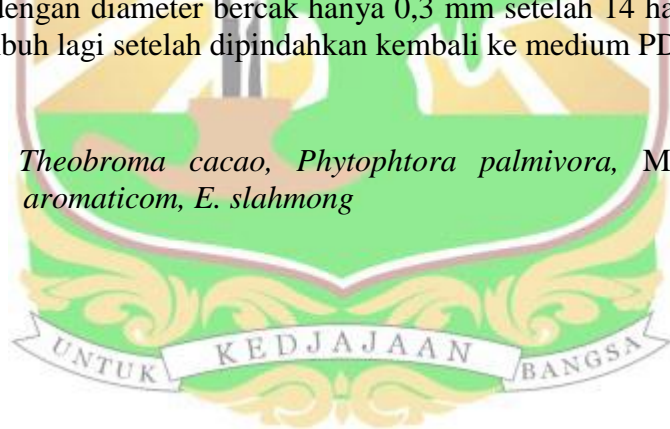 dengan diameter bercak hanya 0,3 mm setelah 14 ha
buh lagi setelah dipindahkan kembali ke medium PD
Theobroma cacao, Phytophtora palmivora, M
aromaticom, E. slahmong
UNTUK KEDJAJAAN BANGSA